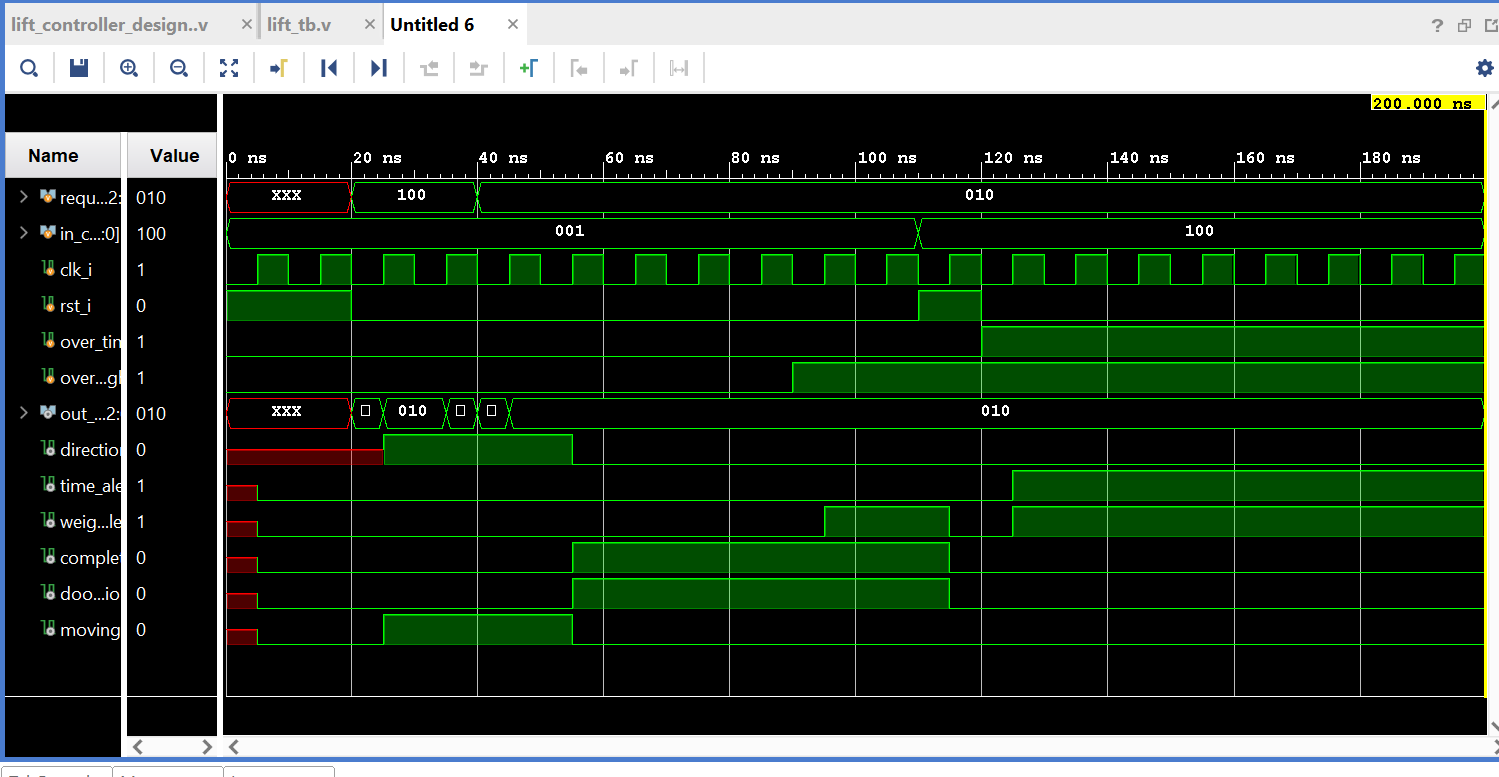 lift_controller_design..v × lift_tb.v × Untitled 6 ×
?
200.000 ns
Name Value
0 ns 20 ns 40 ns 60 ns 80 ns 100 ns 120 ns 140 ns 160 ns 180 ns
requ...2: 010 XXX 100 010
in_c...:0] 100 001 100
clk_i 1
rst_i 0
over_tin 1
over...gl 1
out_...2: 010 XXX 010 010
direction 0
time_ale 1
weig...le 1
complet 0
doo...io 0
moving 0